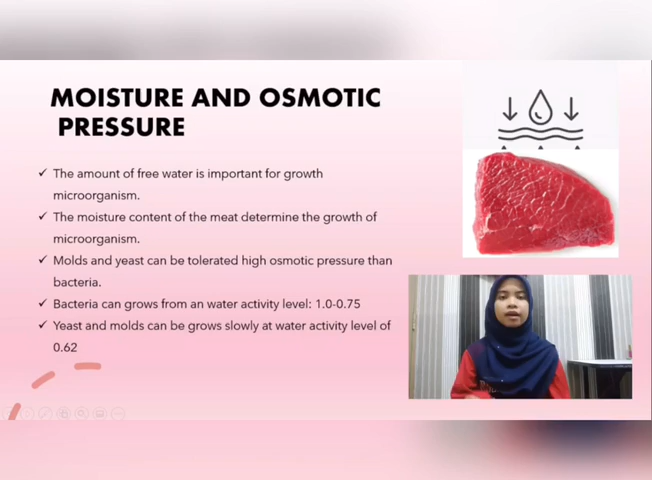 MOISTURE AND OSMOTIC
PRESSURE
The amount of free water is important for growth
microorganism.
The moisture content of the meat determine the growth of
microorganism.
Molds and yeast can be tolerated high osmotic pressure than
bacteria.
Bacteria can grows from an water activity level: 1.0-0.75
Yeast and molds can be grows slowly at water activity level of
0.62